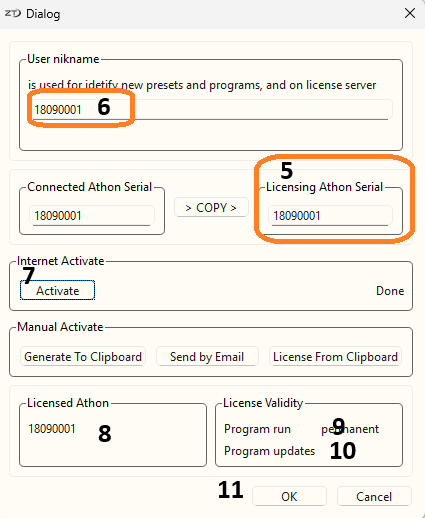 ZTD Dialog
User nikname
is used for idetify new presets and programs, and on license server
18090001 6
5
Connected Athon Serial
18090001
> COPY >
Licensing Athon Serial
18090001
Internet Activate
7
Activate
Done
Manual Activate
Generate To Clipboard
Send by Email
License From Clipboard
Licensed Athon
18090001 8
License Validity
Program run permanent 9
Program updates 10
11
OK
Cancel